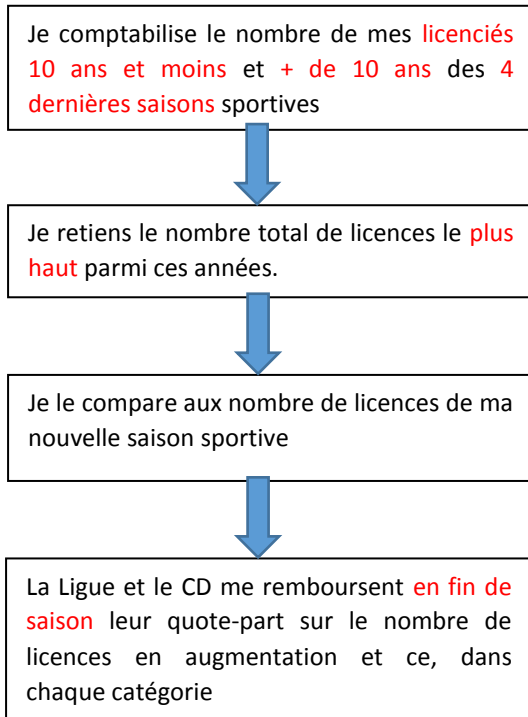 Je comptabilise le nombre de mes licenciés
10 ans et moins et + de 10 ans des 4
dernières saisons sportives
Je retiens le nombre total de licences le plus
haut parmi ces années.
Je le compare aux nombre de licences de ma
nouvelle saison sportive
La Ligue et le CD me remboursent en fin de
saison leur quote-part sur le nombre de
licences en augmentation et ce, dans
chaque catégorie